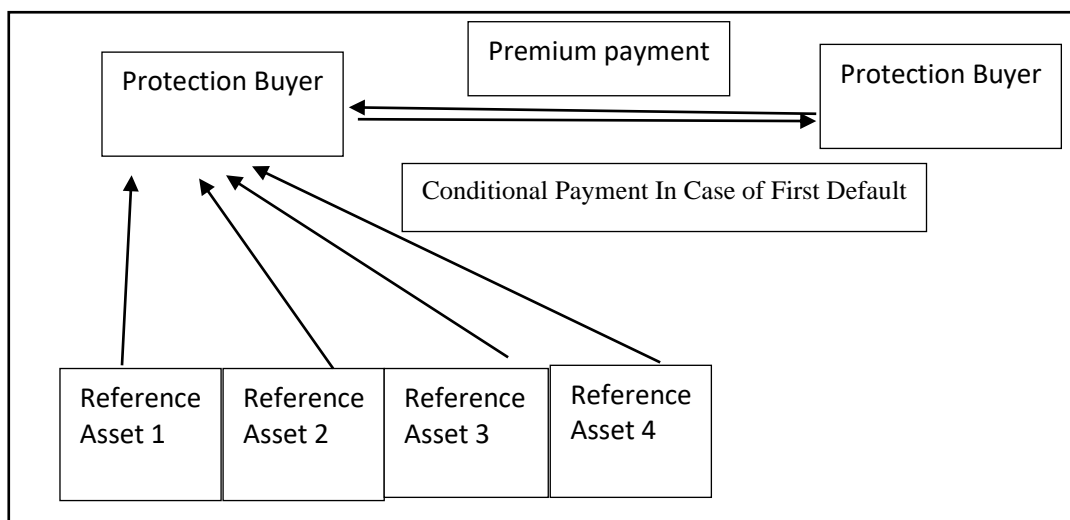 Premium payment
Protection Buyer
Protection Buyer
Conditional Payment In Case of First Default
Reference
Asset 1
Reference
Asset 2
Reference
Asset 3
Reference
Asset 4